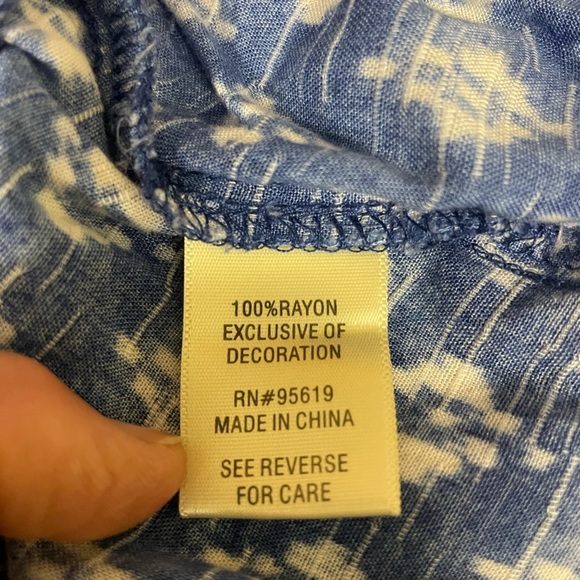 100%RAYON
EXCLUSIVE OF
DECORATION
RN#95619
MADE IN CHINA
SEE REVERSE
FOR CARE